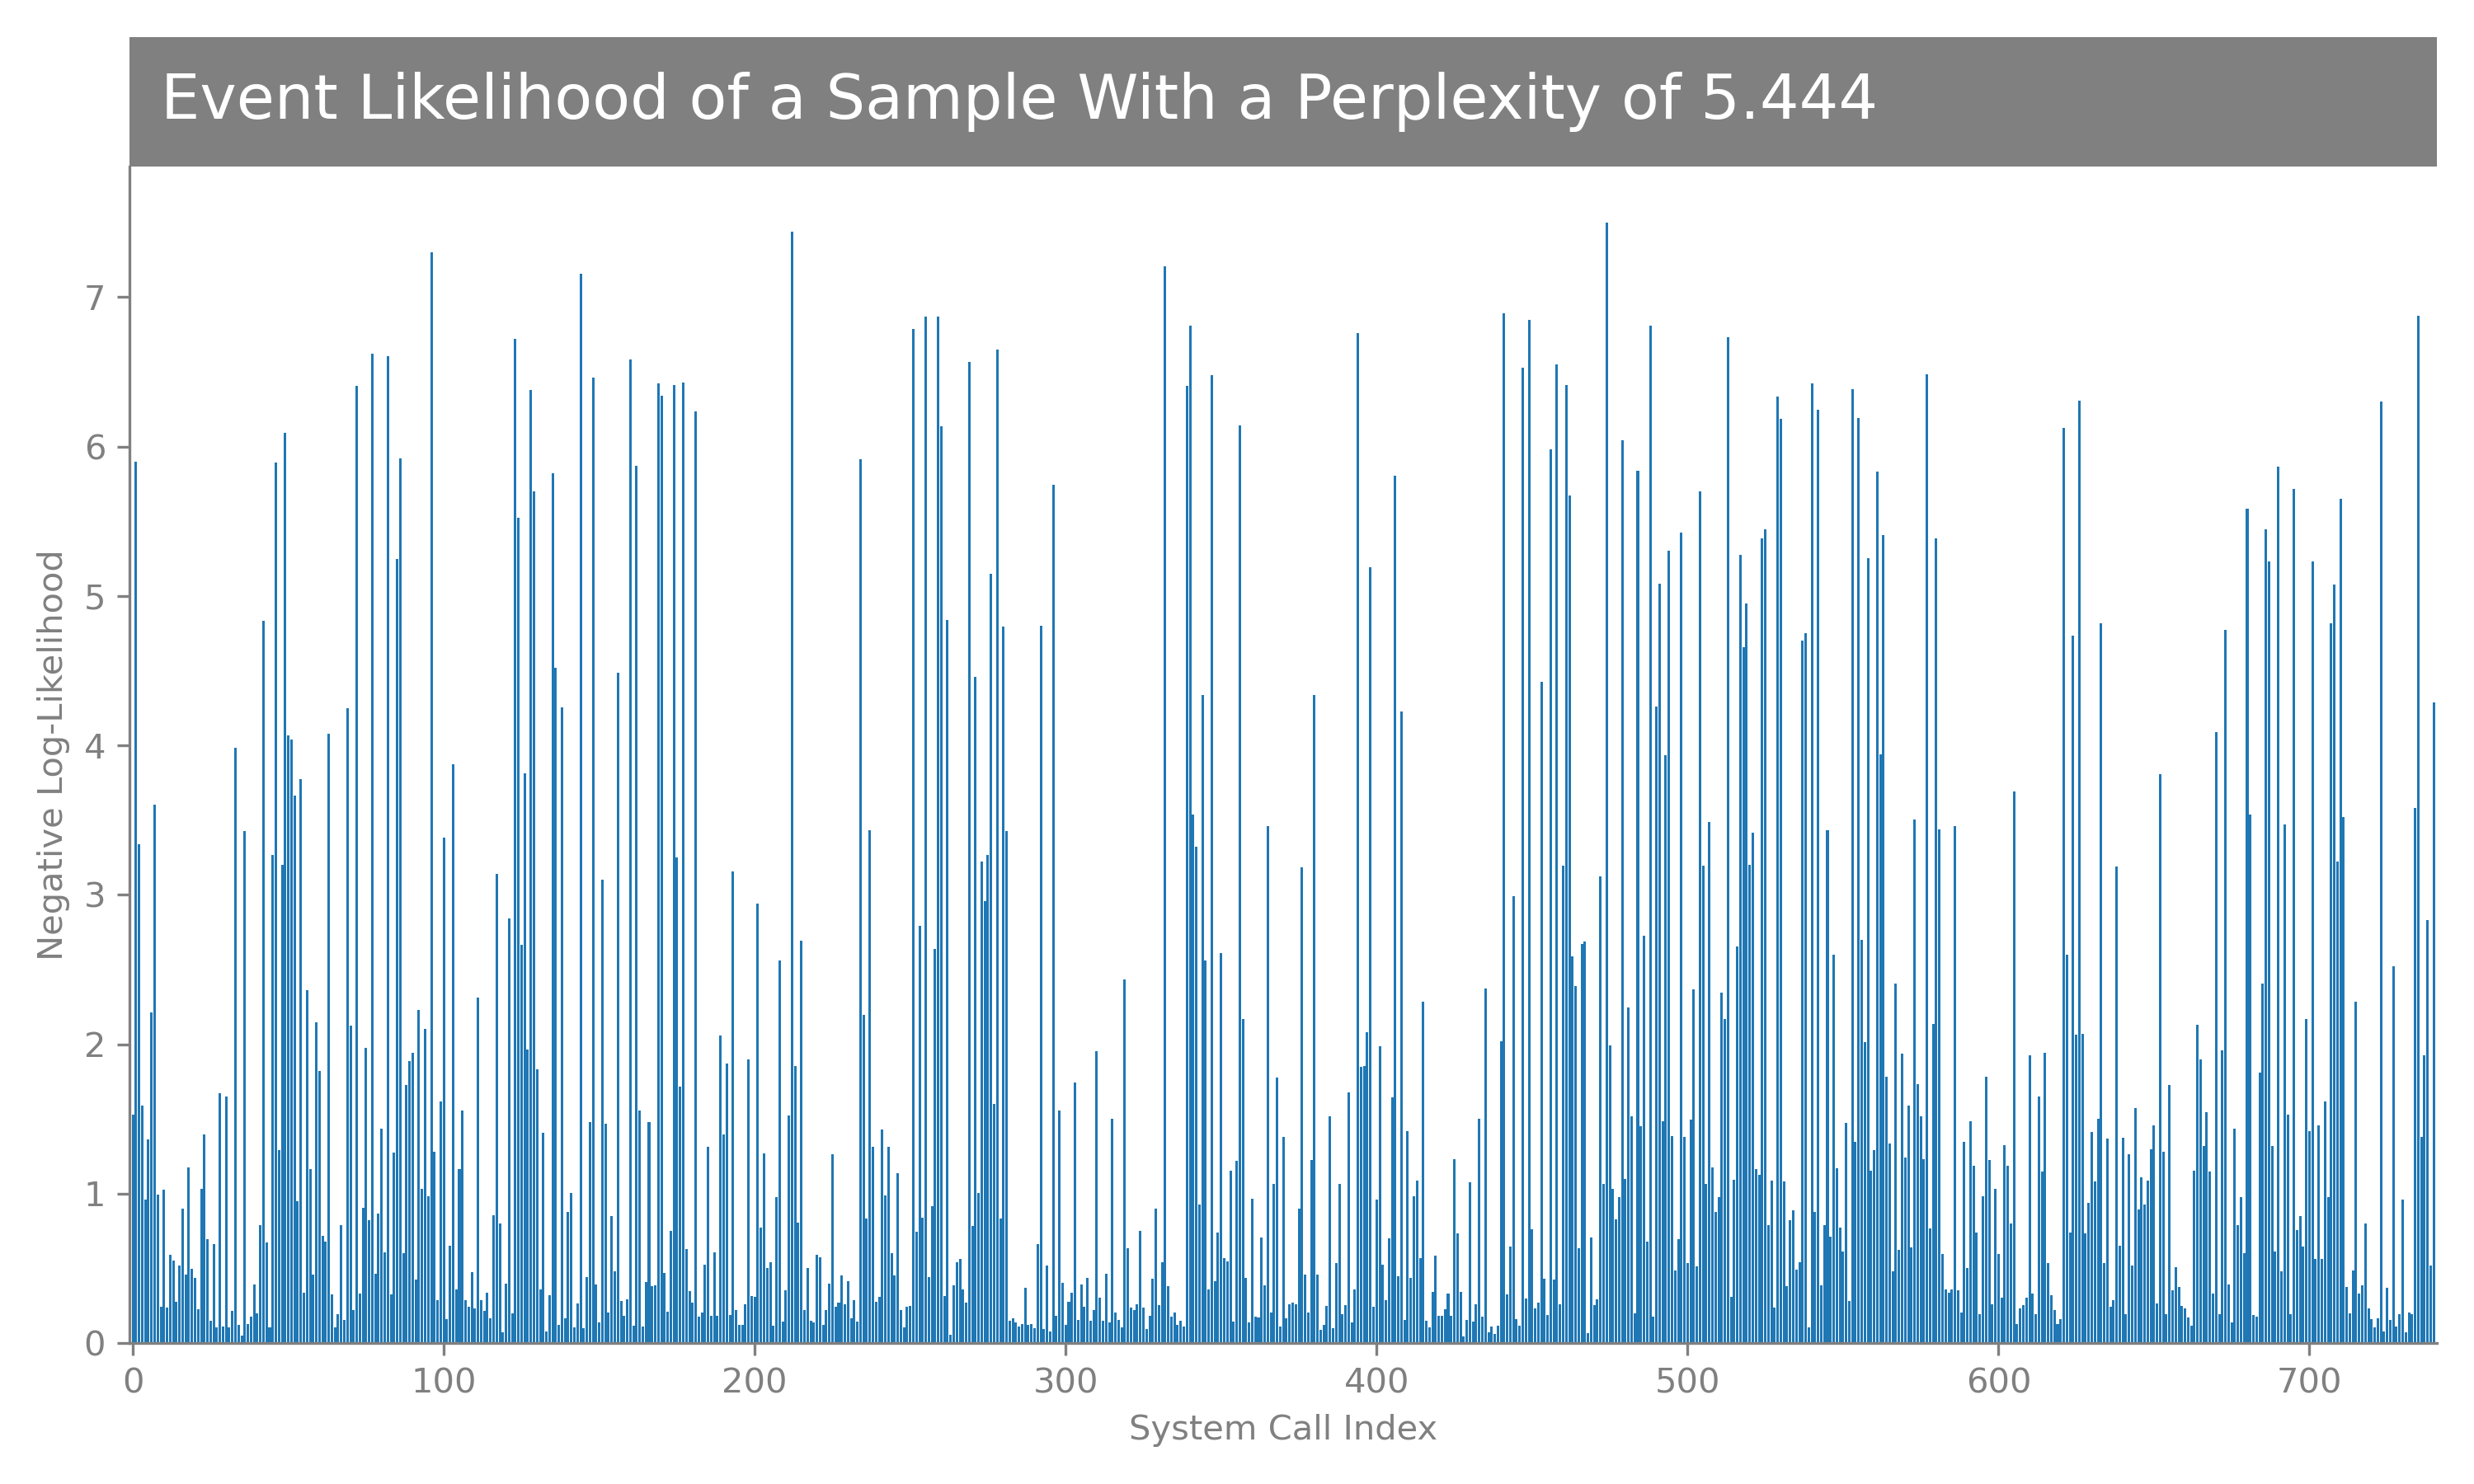 Event Likelihood of a Sample With a Perplexity of 5.444
Negative Log-Likelihood
7
6
5
4
3
2
1
0
0 100 200 300 400 500 600 700
System Call Index